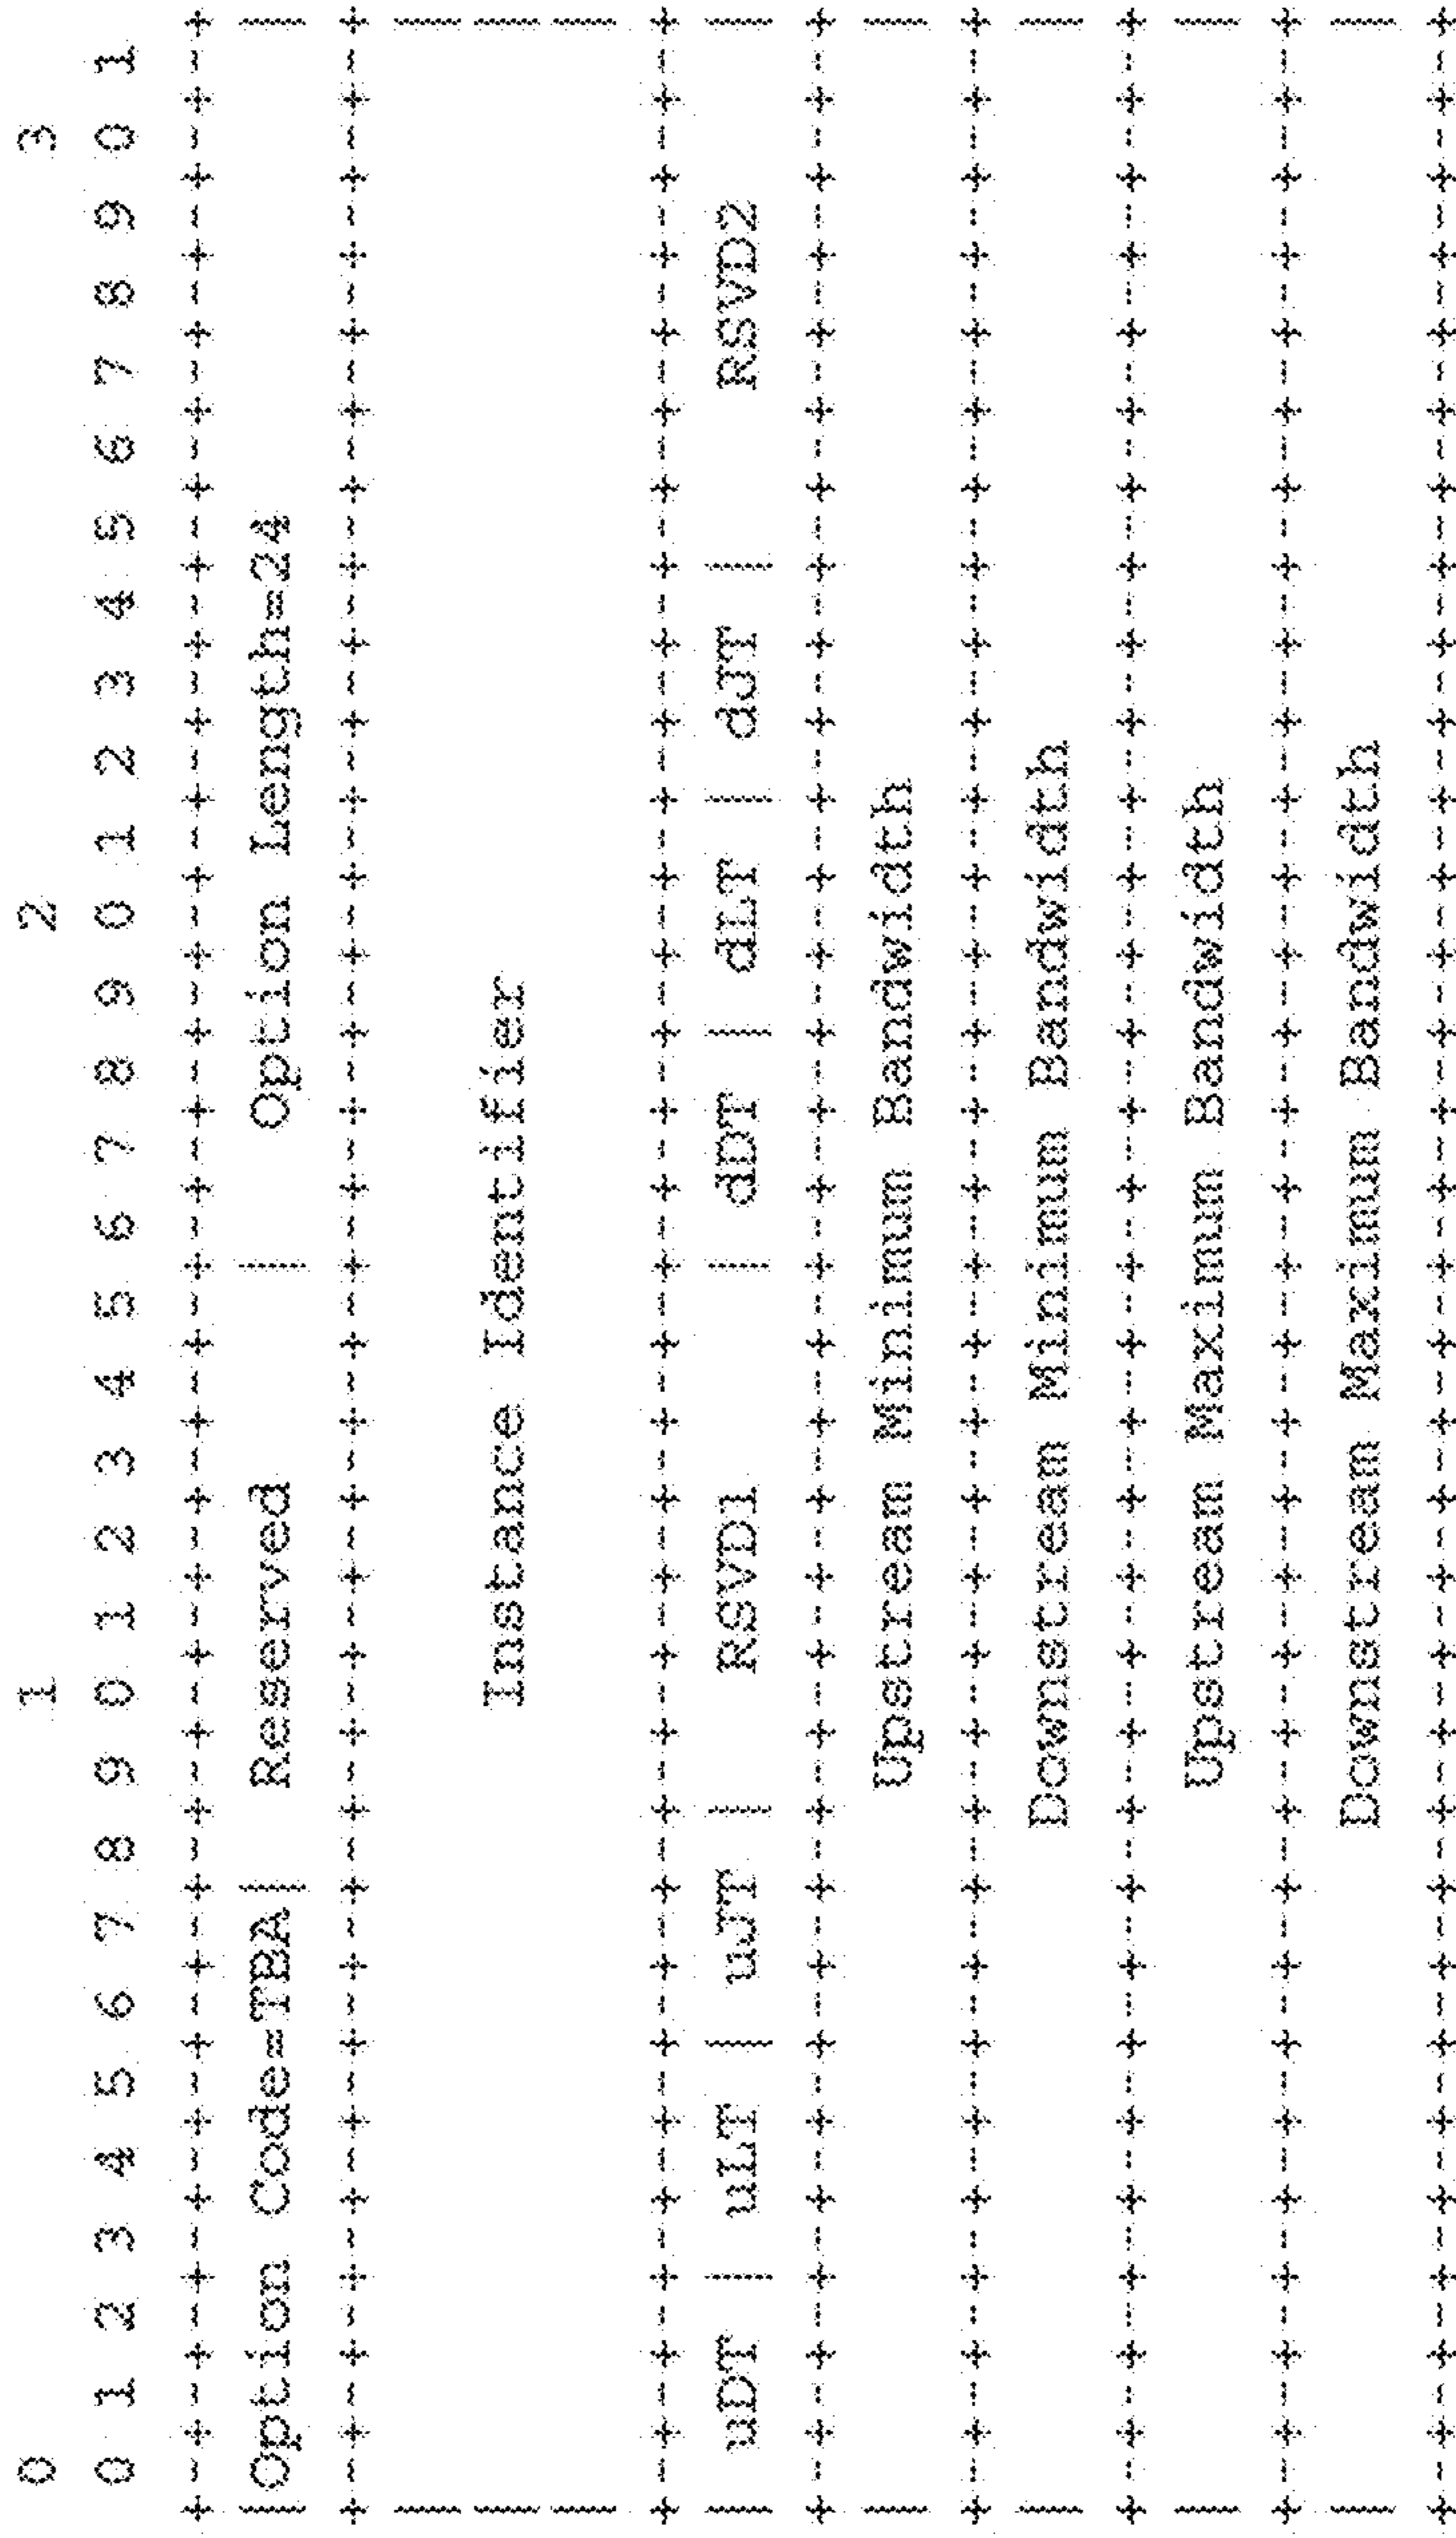 0                   1                   2                   3
 0 1 2 3 4 5 6 7 8 9 0 1 2 3 4 5 6 7 8 9 0 1 2 3 4 5 6 7 8 9 0 1
+-+-+-+-+-+-+-+-+-+-+-+-+-+-+-+-+-+-+-+-+-+-+-+-+-+-+-+-+-+-+-+-+
|Option Code=TBA|  Reserved     |   Option Length=24            |
+-+-+-+-+-+-+-+-+-+-+-+-+-+-+-+-+-+-+-+-+-+-+-+-+-+-+-+-+-+-+-+-+
|                                                               |
|                    Instance Identifier                        |
|                                                               |
+-+-+-+-+-+-+-+-+-+-+-+-+-+-+-+-+-+-+-+-+-+-+-+-+-+-+-+-+-+-+-+-+
| uDT | uLT | uJT |   RSVD1     | dDT | dLT | dJT |    RSVD2    |
+-+-+-+-+-+-+-+-+-+-+-+-+-+-+-+-+-+-+-+-+-+-+-+-+-+-+-+-+-+-+-+-+
|                  Upstream Minimum Bandwidth                   |
+-+-+-+-+-+-+-+-+-+-+-+-+-+-+-+-+-+-+-+-+-+-+-+-+-+-+-+-+-+-+-+-+
|                 Downstream Minimum Bandwidth                  |
+-+-+-+-+-+-+-+-+-+-+-+-+-+-+-+-+-+-+-+-+-+-+-+-+-+-+-+-+-+-+-+-+
|                  Upstream Maximum Bandwidth                   |
+-+-+-+-+-+-+-+-+-+-+-+-+-+-+-+-+-+-+-+-+-+-+-+-+-+-+-+-+-+-+-+-+
|                 Downstream Maximum Bandwidth                  |
+-+-+-+-+-+-+-+-+-+-+-+-+-+-+-+-+-+-+-+-+-+-+-+-+-+-+-+-+-+-+-+-+